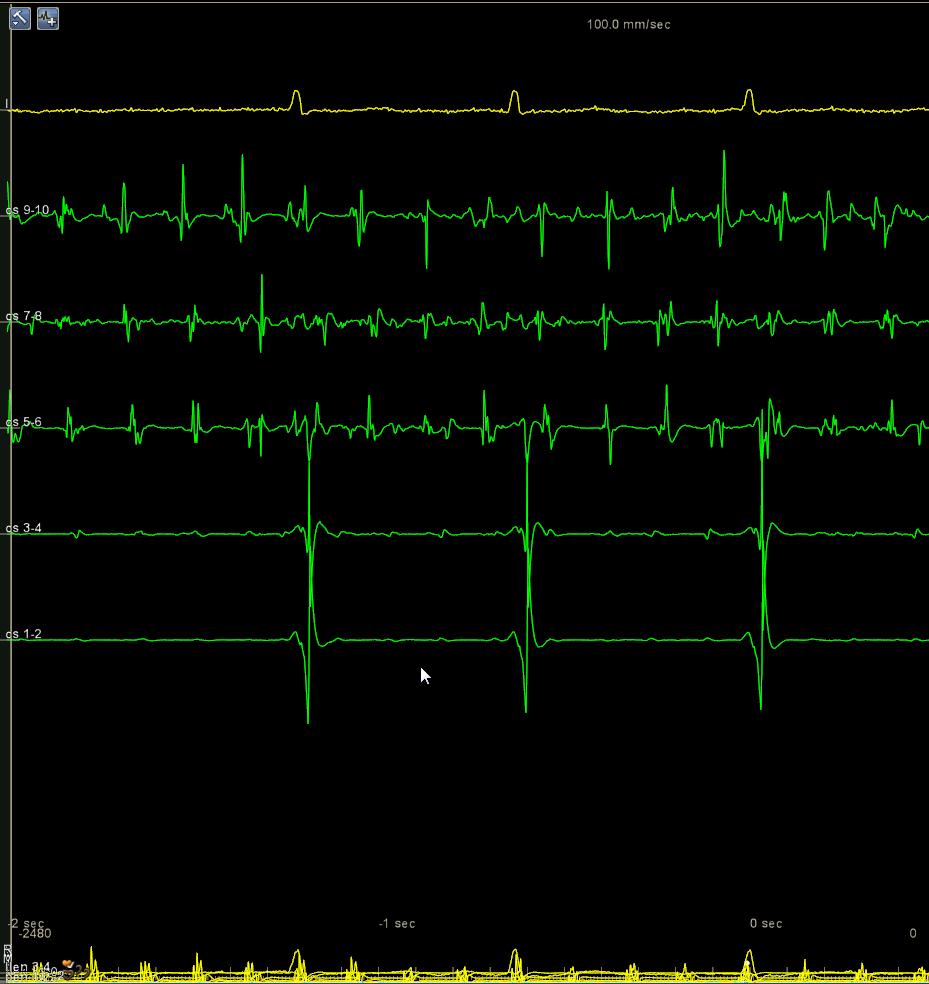 100.0 mm/sec
I
cs 9-10
cs 7-8
cs 5-6
cs 3-4
cs 1-2
-2 sec
-1 sec
0 sec
-2480
0